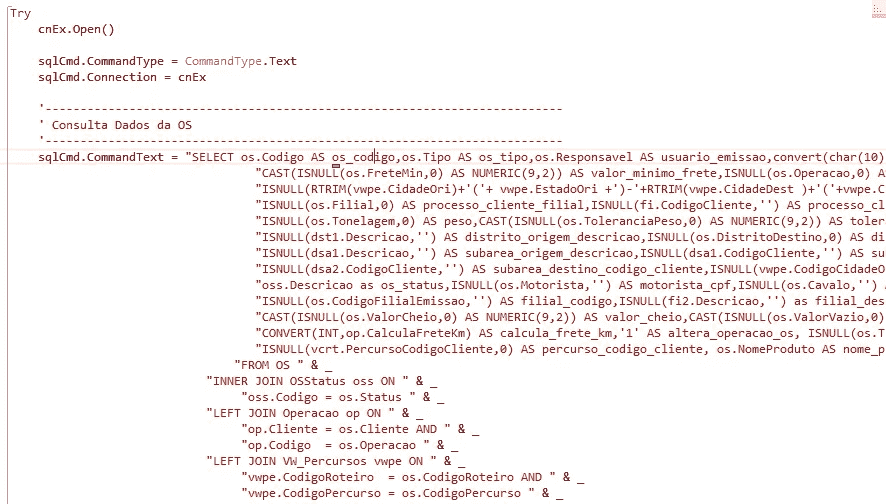 Try
cnEx.Open()
sqlCmd.CommandType = CommandType.Text
sqlCmd.Connection = cnEx
'--------------------------------------------------------------------------
' Consulta Dados da OS
'--------------------------------------------------------------------------
sqlCmd.CommandText = "SELECT os.Codigo AS os_codigo,os.Tipo AS os_tipo,os.Responsavel AS usuario_emissao,convert(char(10)
"CAST(ISNULL(os.FreteMin,0) AS NUMERIC(9,2)) AS valor_minimo_frete,ISNULL(os.Operacao,0) A
"ISNULL(RTRIM(vwpe.CidadeOri)+'('+ vwpe.EstadoOri +')-'+RTRIM(vwpe.CidadeDest )+'('+vwpe.C
"ISNULL(os.Filial,0) AS processo_cliente_filial,ISNULL(fi.CodigoCliente,'') AS processo_cl
"ISNULL(os.Tonelagem,0) AS peso,CAST(ISNULL(os.ToleranciaPeso,0) AS NUMERIC(9,2)) AS toler
"ISNULL(dst1.Descricao,'') AS distrito_origem_descricao,ISNULL(os.DistritoDestino,0) AS di
"ISNULL(dsa1.Descricao,'') AS subarea_origem_descricao,ISNULL(dsa1.CodigoCliente,'') AS su
"ISNULL(dsa2.CodigoCliente,'') AS subarea_destino_codigo_cliente,ISNULL(vwpe.CodigoCidadeO
"oss.Descricao as os_status,ISNULL(os.Motorista,'') AS motorista_cpf,ISNULL(os.Cavalo,'') A
"ISNULL(os.CodigoFilialEmissao,'') AS filial_codigo,ISNULL(fi2.Descricao,'') as filial_des
"CAST(ISNULL(os.ValorCheio,0) AS NUMERIC(9,2)) AS valor_cheio,CAST(ISNULL(os.ValorVazio,0)
"CONVERT(INT,op.CalculaFreteKm) AS calcula_frete_km,'1' AS altera_operacao_os, ISNULL(os.T
"ISNULL(vcrt.PercursoCodigoCliente,0) AS percurso_codigo_cliente, os.NomeProduto AS nome_p
"FROM OS " & _
"INNER JOIN OSStatus oss ON " & _
"oss.Codigo = os.Status " & _
"LEFT JOIN Operacao op ON " & _
"op.Cliente = os.Cliente AND " & _
"op.Codigo  = os.Operacao " & _
"LEFT JOIN VW_Percursos vwpe ON " & _
"vwpe.CodigoRoteiro  = os.CodigoRoteiro AND " & _
"vwpe.CodigoPercurso = os.CodigoPercurso " & _